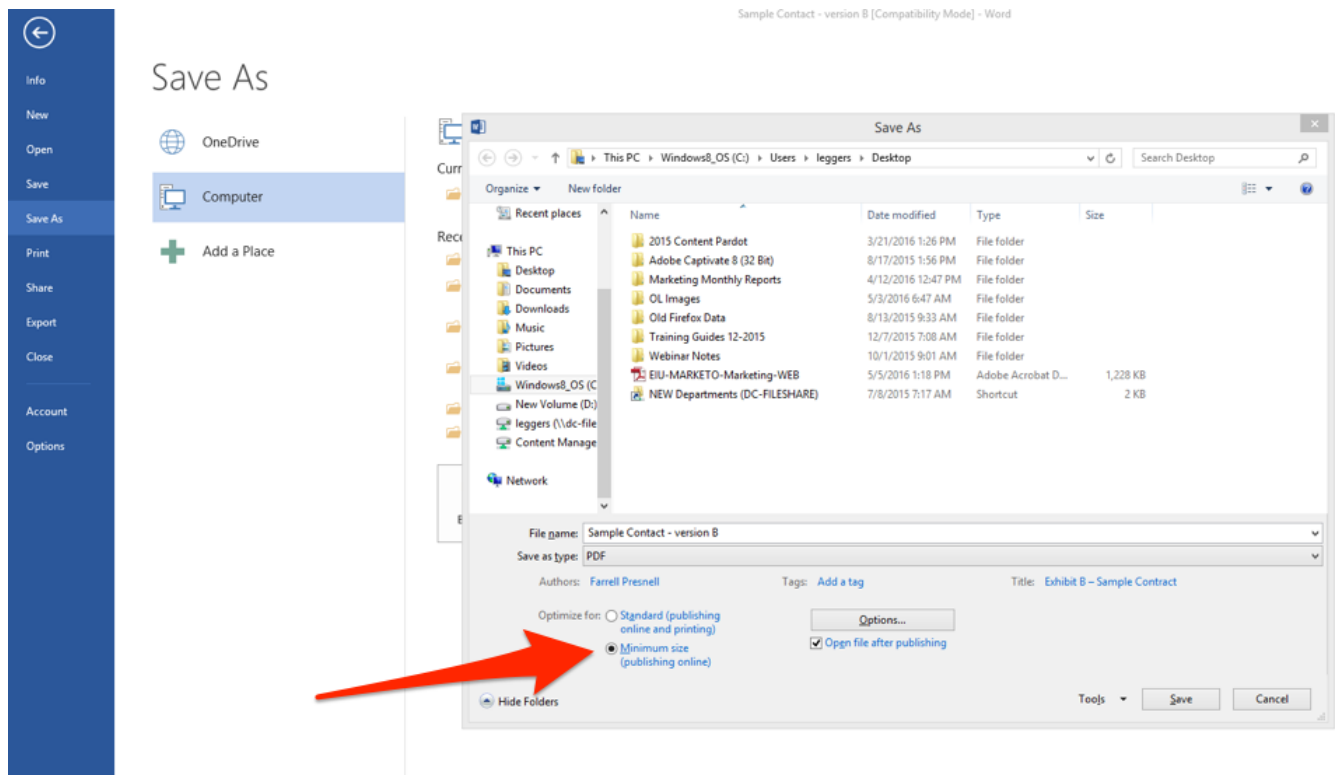 Sample Contact - version B [Compatibility Mode] - Word
Info
New
Open
Save
Save As
Print
Share
Export
Close
Account
Options
Save As
OneDrive
Computer
Add a Place
Curr
Rece
Save As
This PC Windows8_OS (C:) Users leggers Desktop
Search Desktop
Organize New folder
Recent places
This PC
Desktop
Documents
Downloads
Music
Pictures
Videos
Windows8_OS (C
New Volume (D:)
leggers (\\dc-file
Content Manage
Network
Name Date modified Type Size
2015 Content Pardot 3/21/2016 1:26 PM File folder
Adobe Captivate 8 (32 Bit) 8/17/2015 1:56 PM File folder
Marketing Monthly Reports 4/12/2016 12:47 PM File folder
OL Images 5/3/2016 6:47 AM File folder
Old Firefox Data 8/13/2015 9:33 AM File folder
Training Guides 12-2015 12/7/2015 7:08 AM File folder
Webinar Notes 10/1/2015 9:01 AM File folder
EIU-MARKETO-Marketing-WEB 5/5/2016 1:18 PM Adobe Acrobat D... 1,228 KB
NEW Departments (DC-FILESHARE) 7/8/2015 7:17 AM Shortcut 2 KB
File name: Sample Contact - version B
Save as type: PDF
Authors: Farrell Presnell Tags: Add a tag Title: Exhibit B – Sample Contract
Optimize for: Standard (publishing
online and printing)
Minimum size
(publishing online)
Options...
Open file after publishing
Hide Folders
Tools Save Cancel